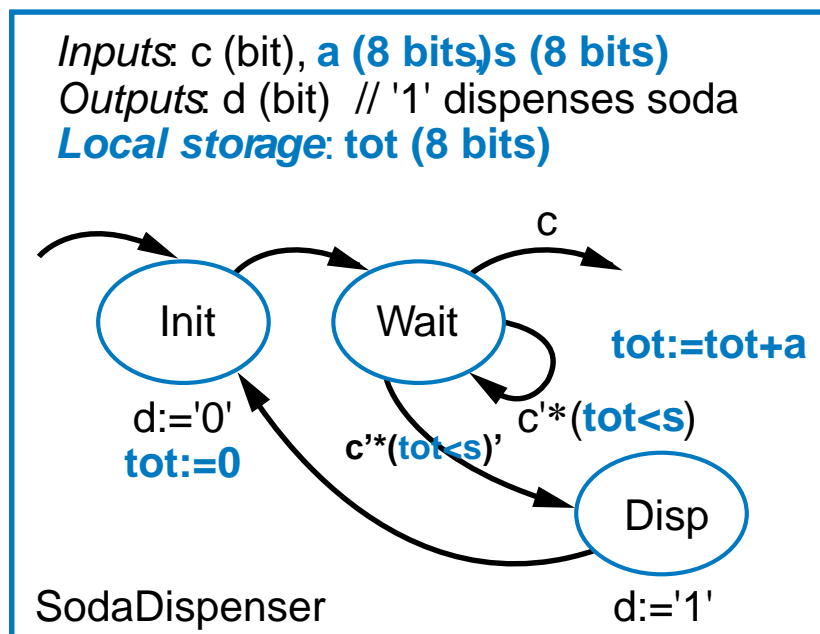 Inputs: c (bit), a (8 bits),s (8 bits)
Outputs: d (bit) // '1' dispenses soda
Local storage: tot (8 bits)
c
Init
Wait
tot:=tot+a
d:='0'
c'*(tot<s)
tot:=0
c’*(tot<s)’
Disp
SodaDispenser
d:='1'